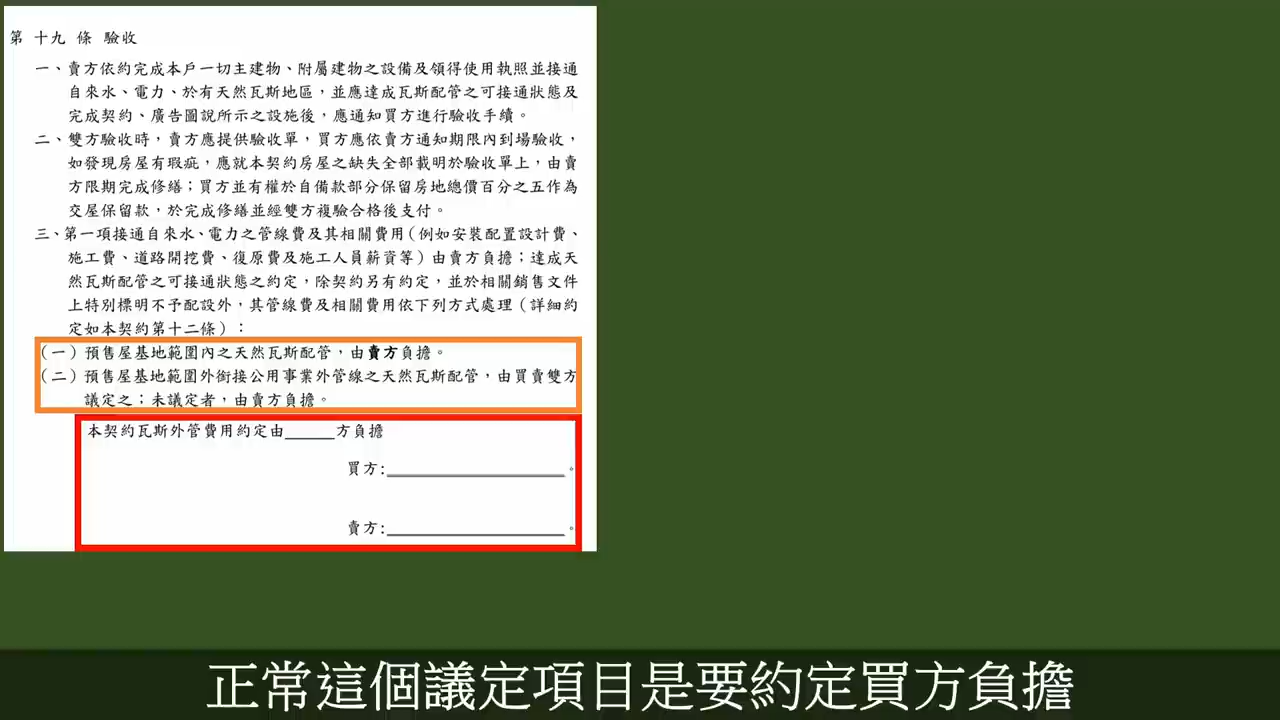 第 十九 條 驗收
一、賣方依約完成本戶一切主建物、附屬建物之設備及領得使用執照並接通
自來水、電力、於有天然瓦斯地區，並應達成瓦斯配管之可接通狀態及
完成契約、廣告圖說所示之設施後，應通知買方進行驗收手續。
二、雙方驗收時，賣方應提供驗收單，買方應依賣方通知期限內到場驗收，
如發現房屋有瑕疵，應就本契約房屋之缺失全部載明於驗收單上，由賣
方限期完成修繕；買方並有權於自備款部分保留房地總價百分之五作為
交屋保留款，於完成修繕並經雙方複驗合格後支付。
三、第一項接通自來水、電力之管線費及其相關費用（例如安裝配置設計費、
施工費、道路開挖費、復原費及施工人員薪資等）由賣方負擔；達成天
然瓦斯配管之可接通狀態之約定，除契約另有約定，並於相關銷售文件
上特別標明不予配設外，其管線費及相關費用依下列方式處理（詳細約
定如本契約第十二條）：
（一）預售屋基地範圍內之天然瓦斯配管，由賣方負擔。
（二）預售屋基地範圍外銜接公用事業外管線之天然瓦斯配管，由買賣雙方
議定之；未議定者，由賣方負擔。
本契約瓦斯外管費用約定由______方負擔
買方:____________________。
賣方:____________________。
正常這個議定項目是要約定買方負擔